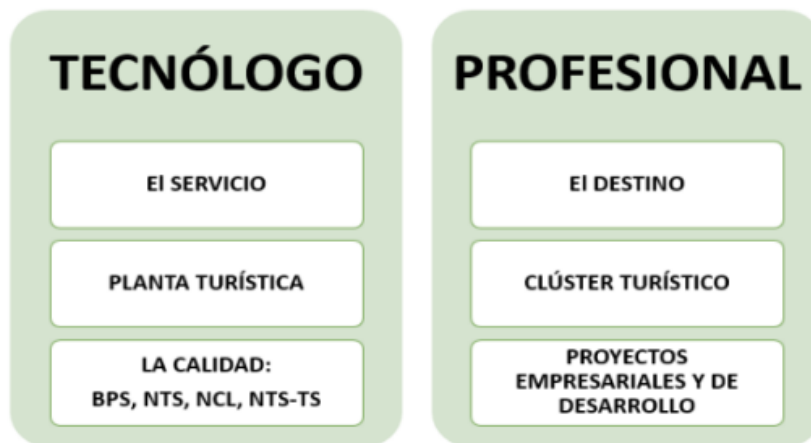 TECNÓLOGO
El SERVICIO
PLANTA TURÍSTICA
LA CALIDAD:
BPS, NTS, NCL, NTS-TS
PROFESIONAL
El DESTINO
CLÚSTER TURÍSTICO
PROYECTOS
EMPRESARIALES Y DE
DESARROLLO